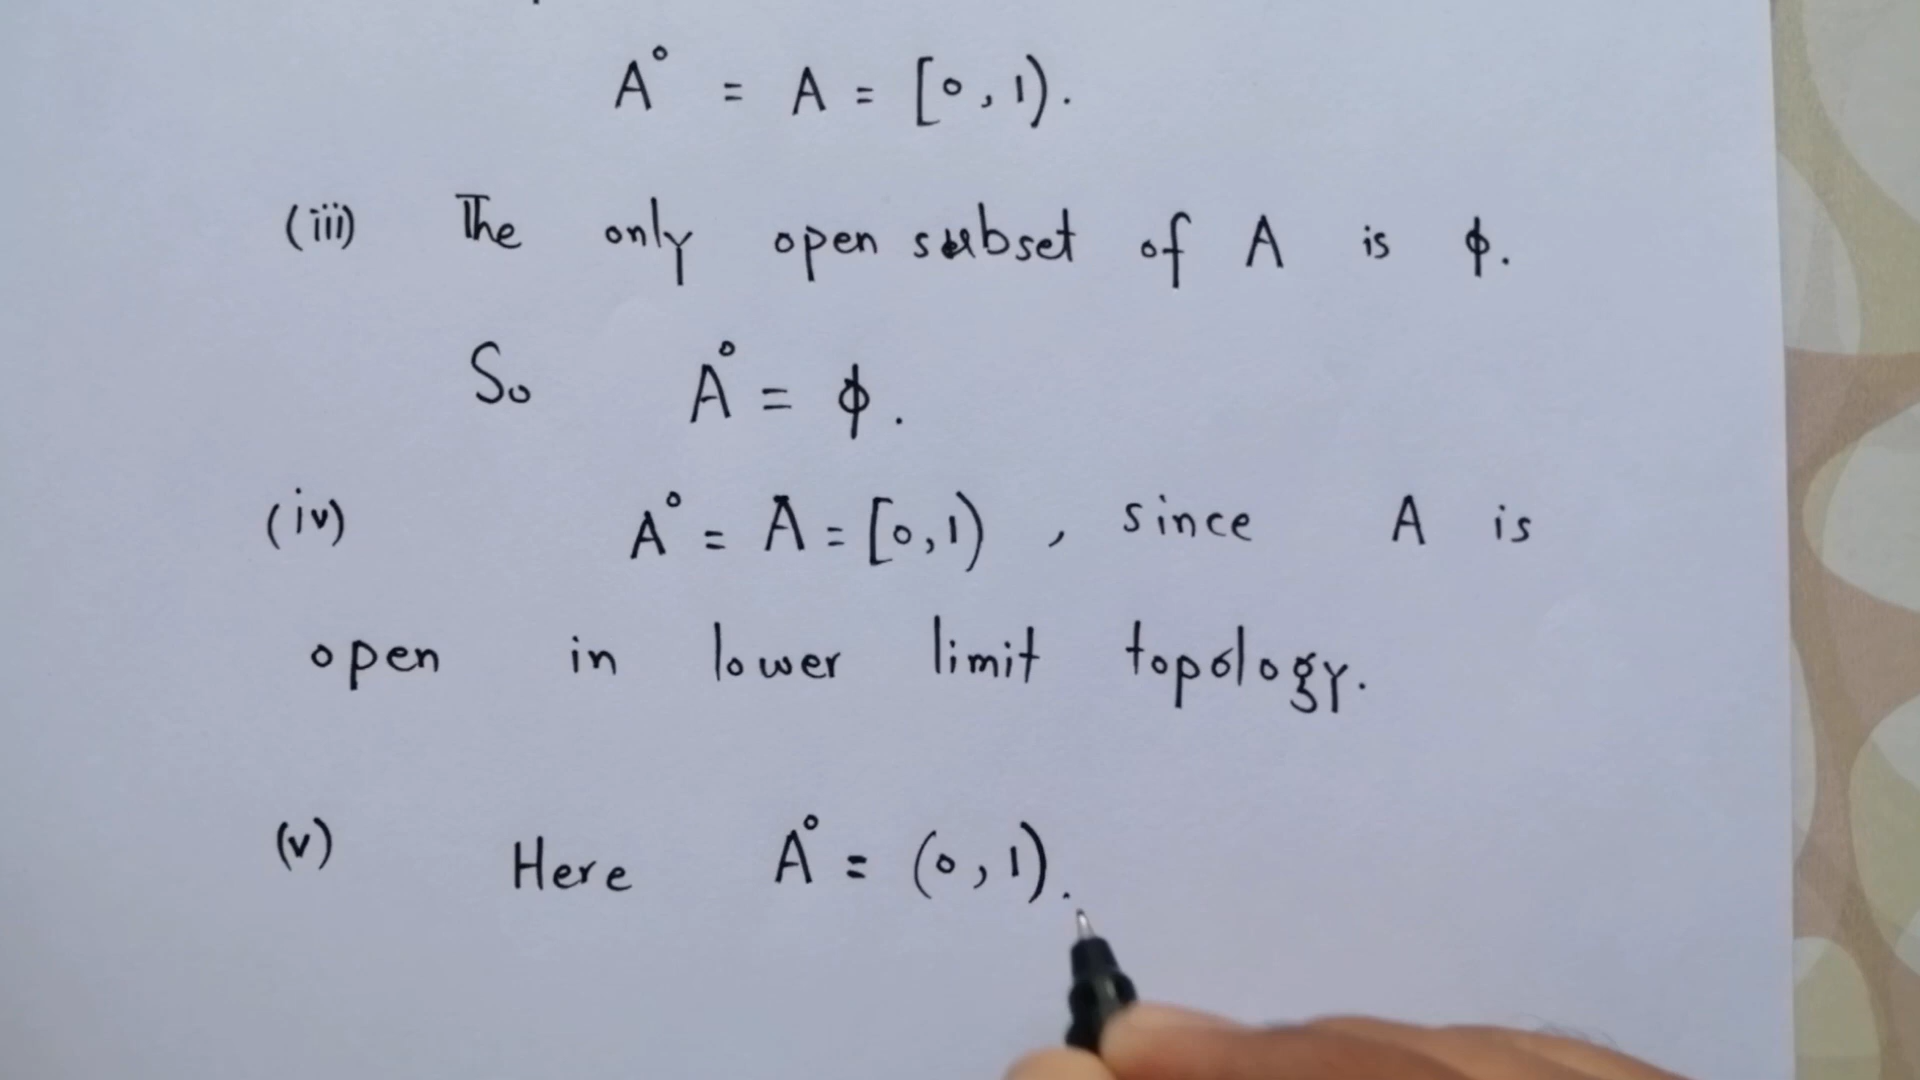 A° = A = [0, 1).
(iii) The only open subset of A is ϕ.
So A° = ϕ.
(iv) A° = A = [0, 1) , since A is
open in lower limit topology.
(v) Here A° = (0, 1).